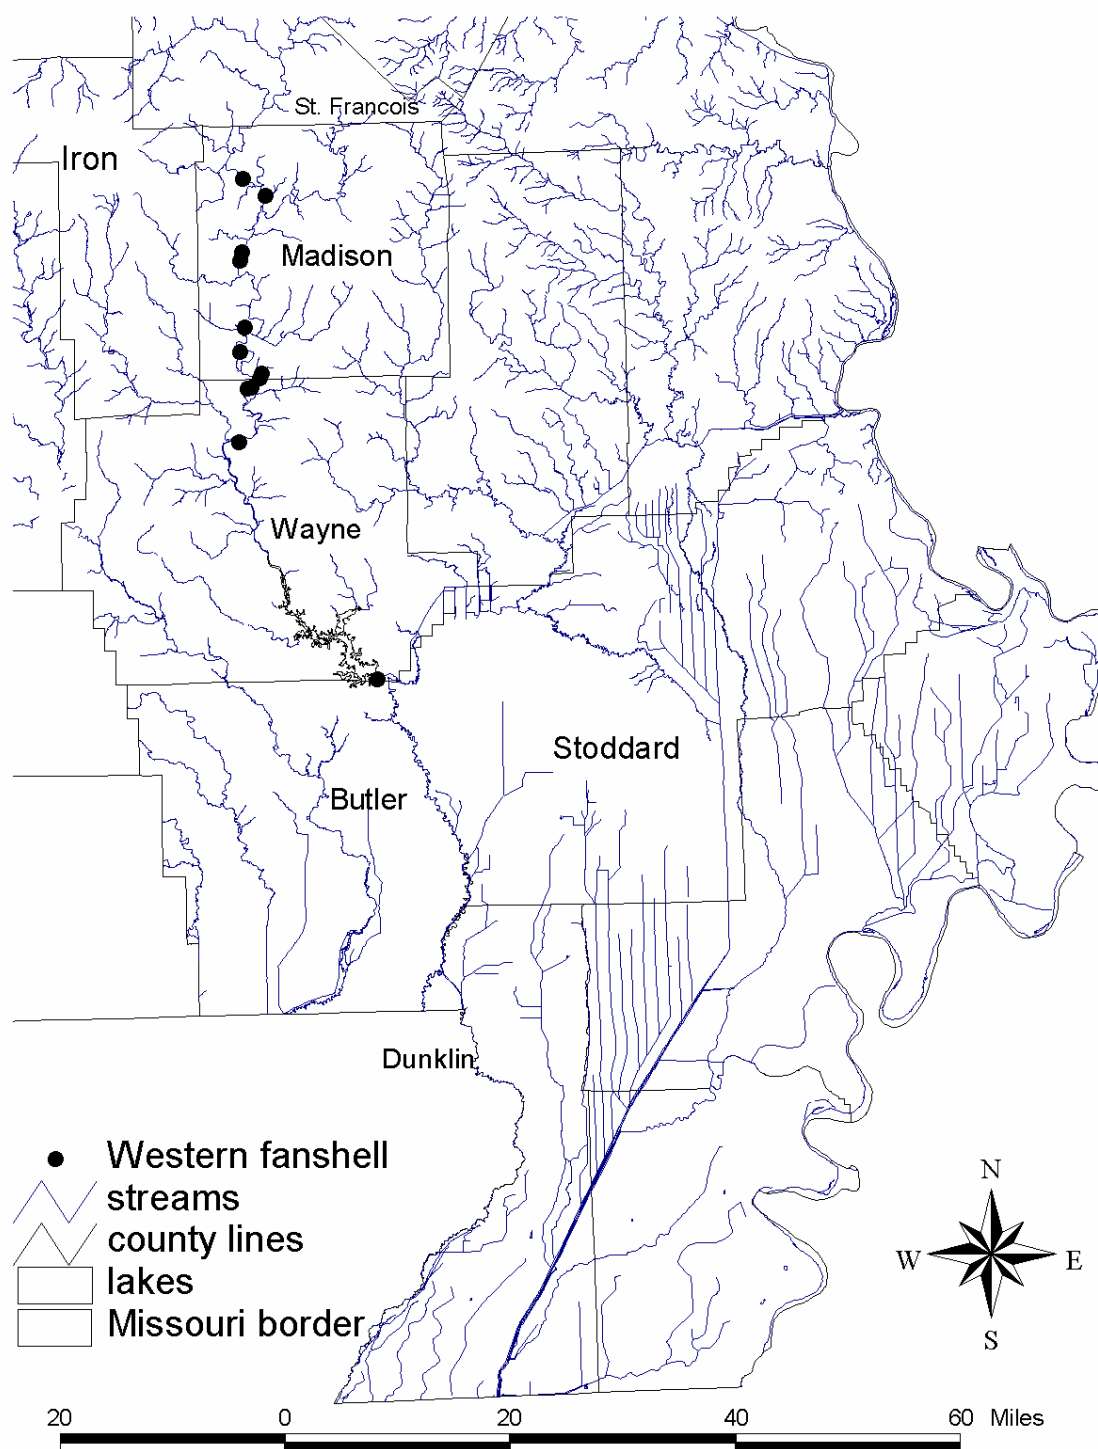 St. Francois
Iron
Madison
Wayne
Stoddard
Butler
Dunklin
Western fanshell
streams
county lines
lakes
Missouri border
N
W
E
S
20
0
20
40
60
Miles